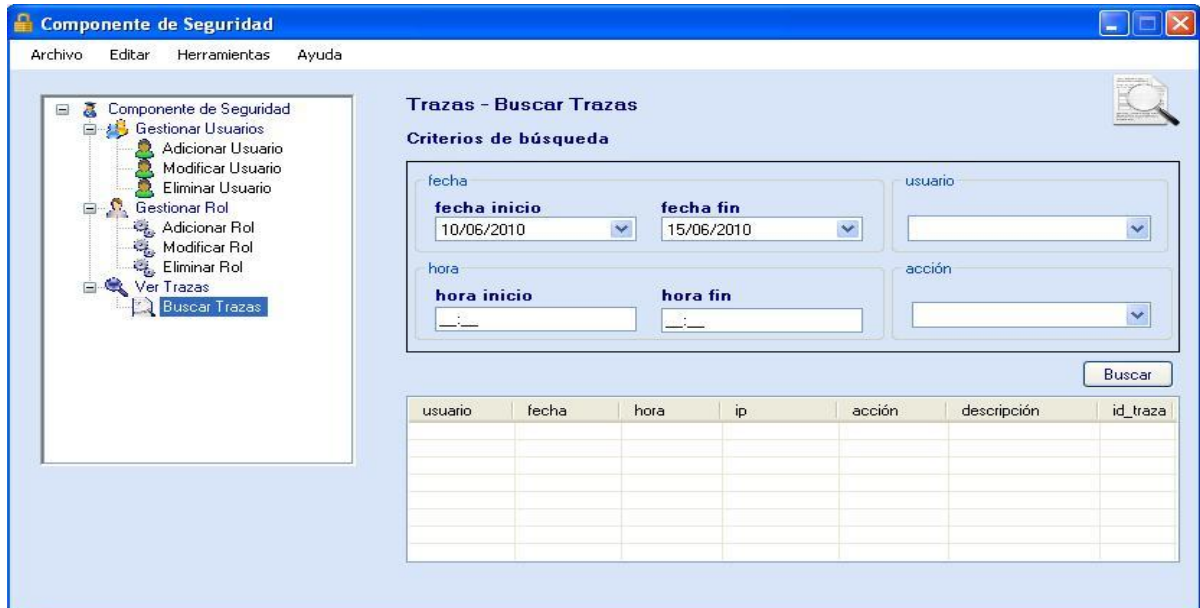 Componente de Seguridad
Archivo Editar Herramientas Ayuda
Componente de Seguridad
Gestionar Usuarios
Adicionar Usuario
Modificar Usuario
Eliminar Usuario
Gestionar Rol
Adicionar Rol
Modificar Rol
Eliminar Rol
Ver Trazas
Buscar Trazas
Trazas - Buscar Trazas
Criterios de búsqueda
fecha
fecha inicio fecha fin
10/06/2010 15/06/2010
usuario
hora
hora inicio hora fin
__:__ __:__
acción
Buscar
usuario fecha hora ip acción descripción id_traza